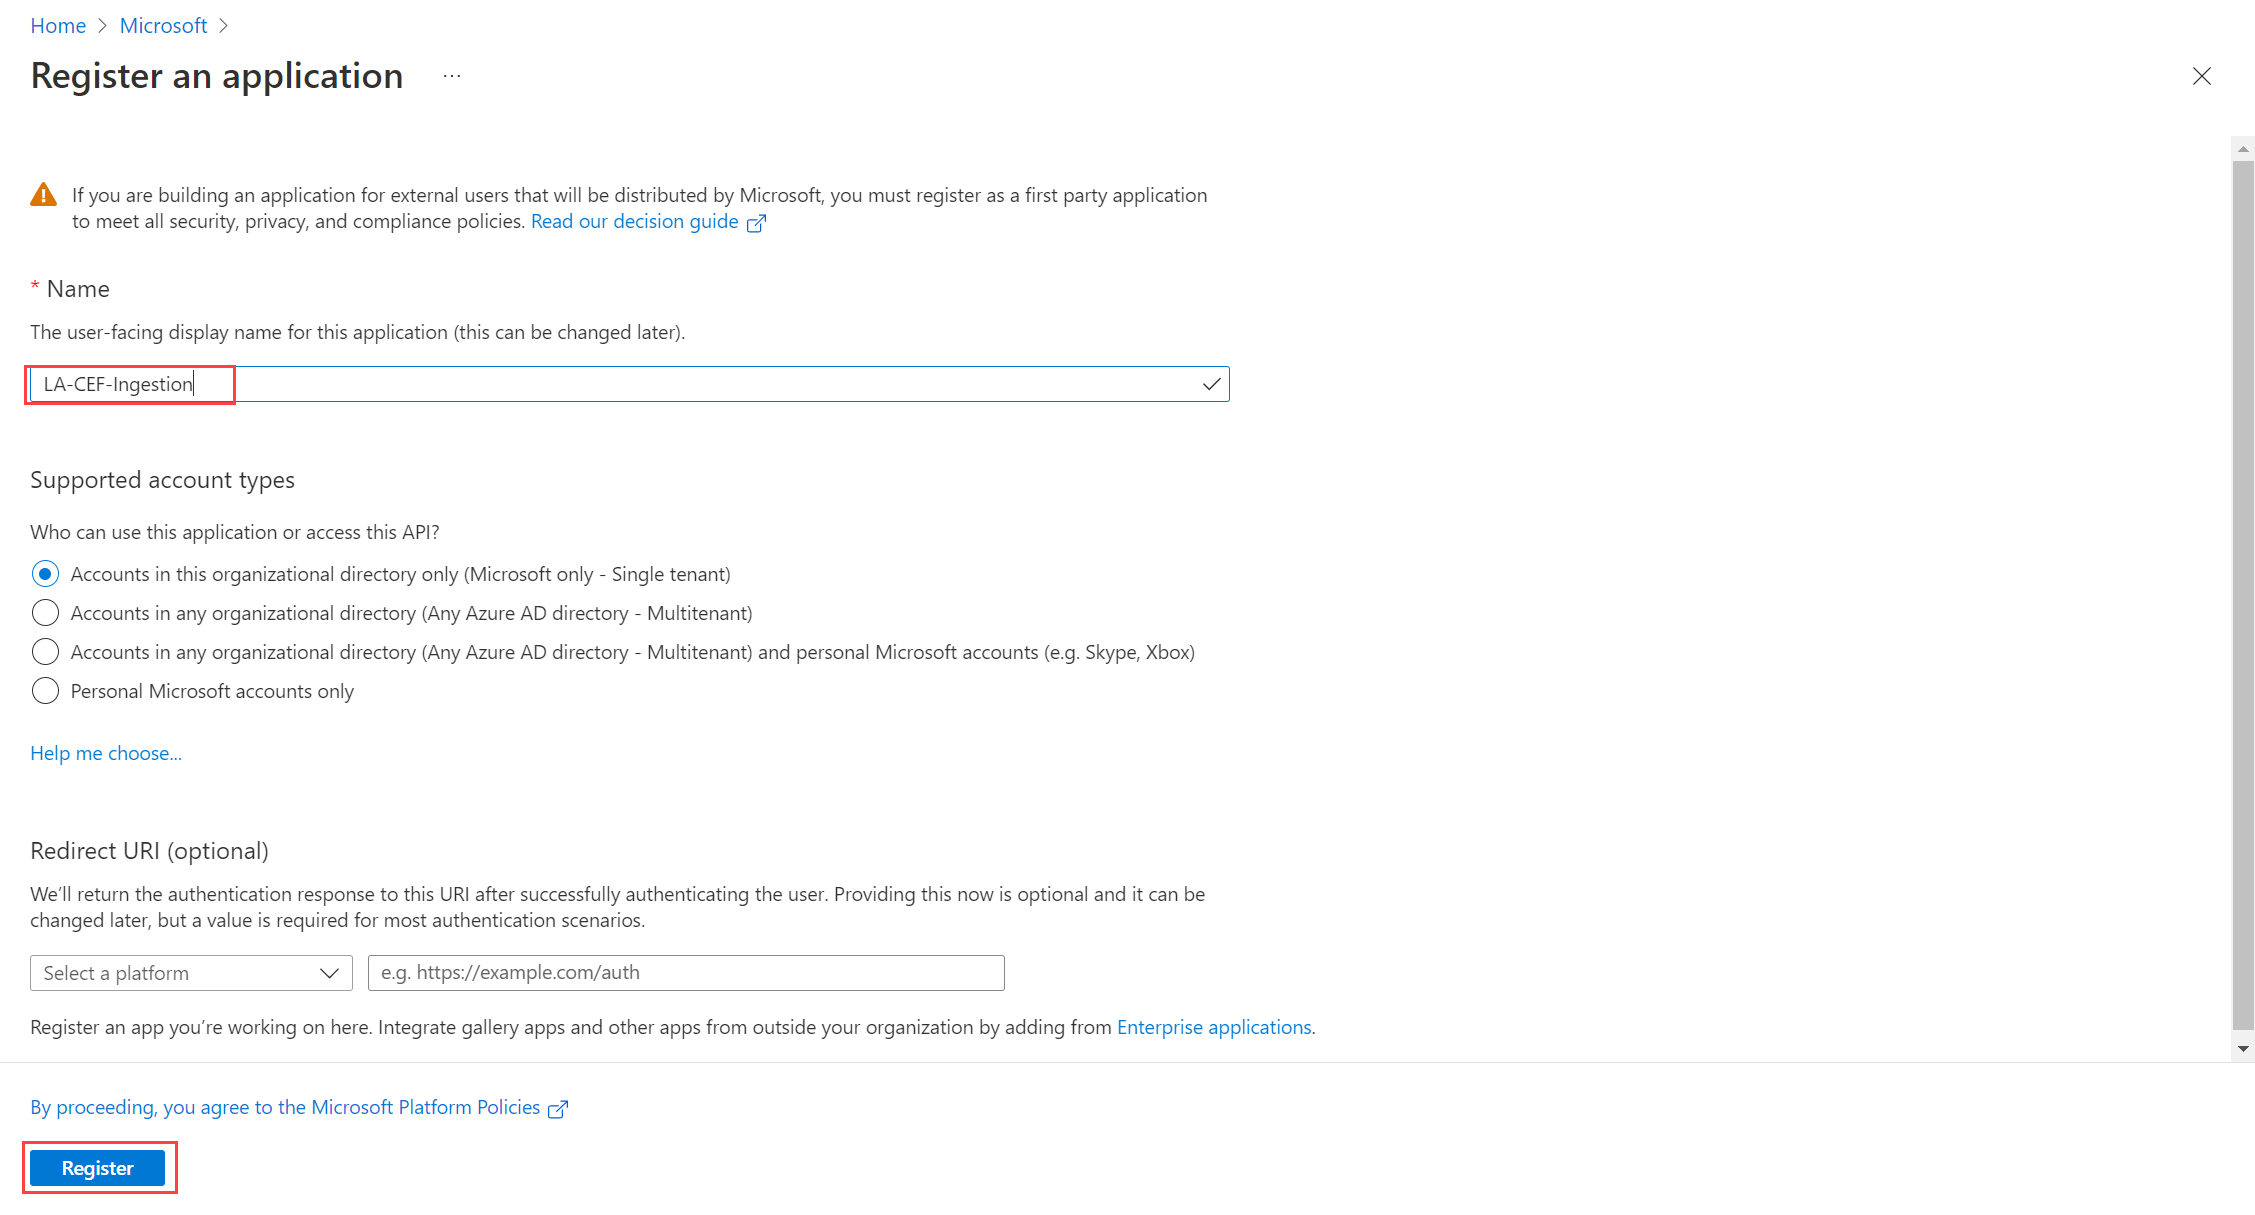 Home > Microsoft >
Register an application ...
If you are building an application for external users that will be distributed by Microsoft, you must register as a first party application
to meet all security, privacy, and compliance policies. Read our decision guide
* Name
The user-facing display name for this application (this can be changed later).
LA-CEF-Ingestion
Supported account types
Who can use this application or access this API?
Accounts in this organizational directory only (Microsoft only - Single tenant)
Accounts in any organizational directory (Any Azure AD directory - Multitenant)
Accounts in any organizational directory (Any Azure AD directory - Multitenant) and personal Microsoft accounts (e.g. Skype, Xbox)
Personal Microsoft accounts only
Help me choose...
Redirect URI (optional)
We’ll return the authentication response to this URI after successfully authenticating the user. Providing this now is optional and it can be
changed later, but a value is required for most authentication scenarios.
Select a platform
e.g. https://example.com/auth
Register an app you’re working on here. Integrate gallery apps and other apps from outside your organization by adding from Enterprise applications.
By proceeding, you agree to the Microsoft Platform Policies
Register